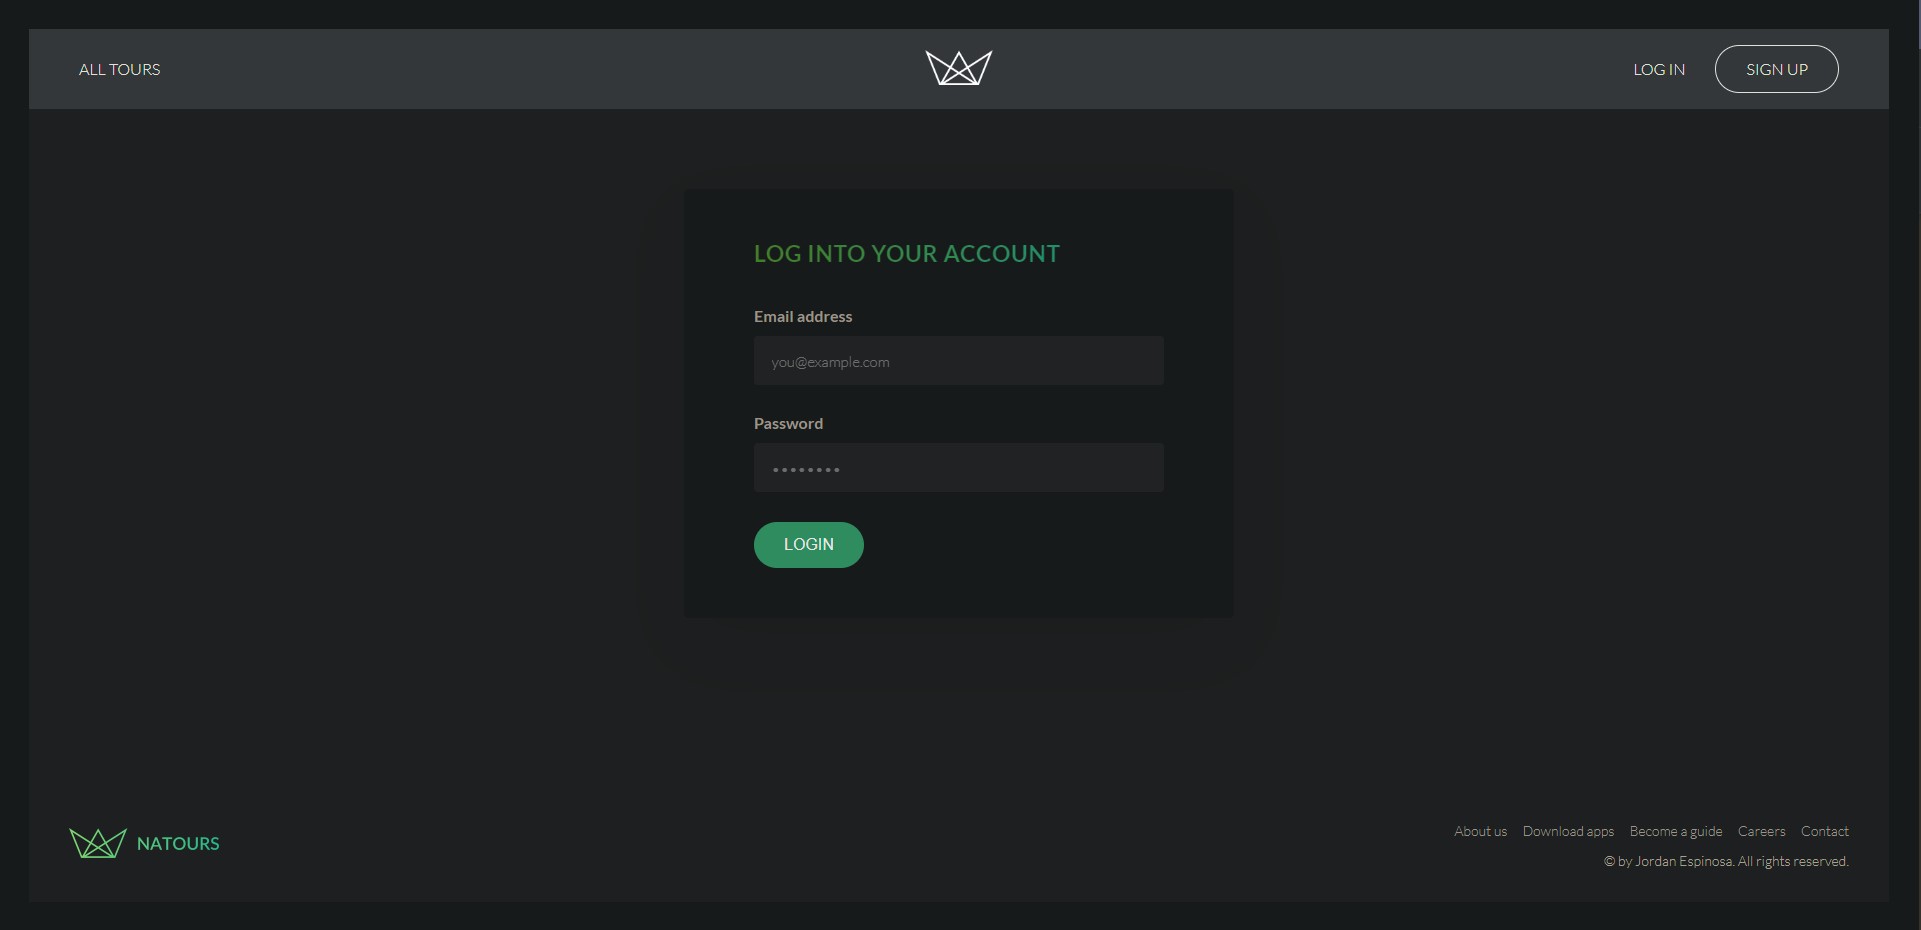 ALL TOURS
LOG IN
SIGN UP
LOG INTO YOUR ACCOUNT
Email address
you@example.com
Password
••••••••
LOGIN
NATOURS
About us Download apps Become a guide Careers Contact
© by Jordan Espinosa. All rights reserved.